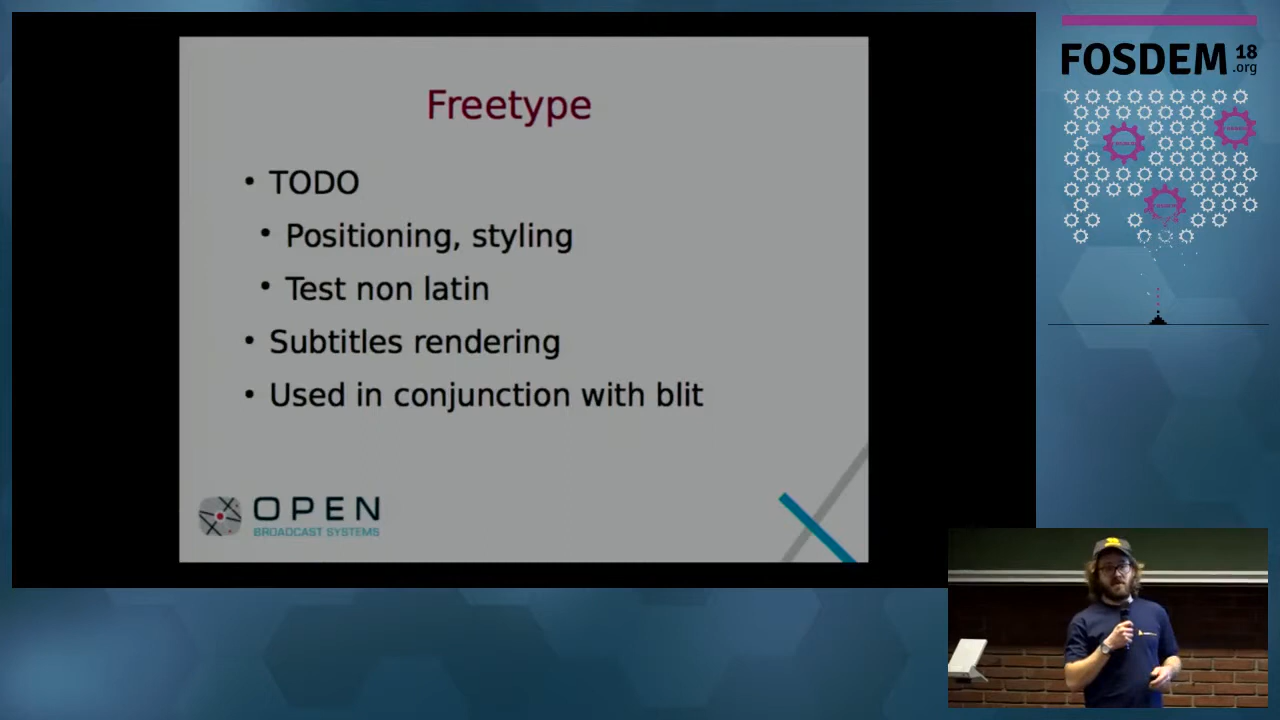 Freetype
• TODO
• Positioning, styling
• Test non latin
• Subtitles rendering
• Used in conjunction with blit
OPEN
BROADCAST SYSTEMS
FOSDEM 18
.org